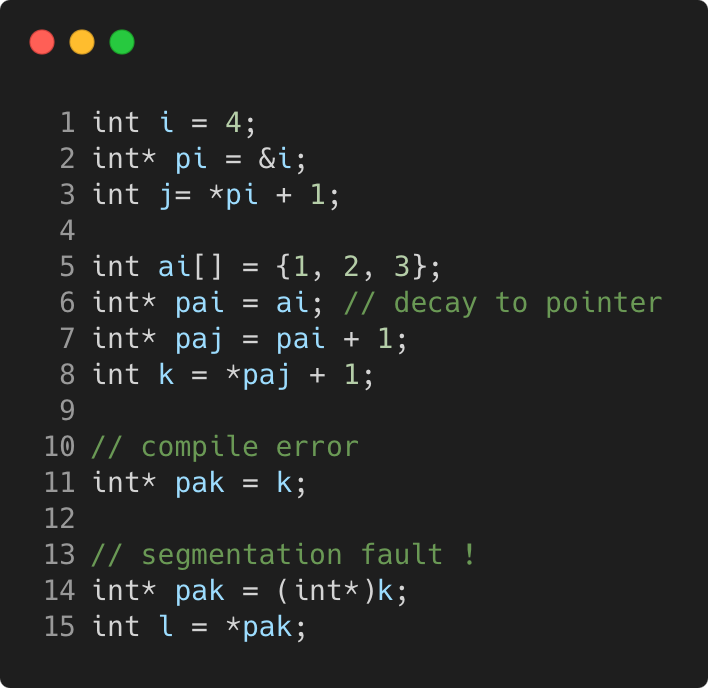 1 int i = 4;
2 int* pi = &i;
3 int j= *pi + 1;
4
5 int ai[] = {1, 2, 3};
6 int* pai = ai; // decay to pointer
7 int* paj = pai + 1;
8 int k = *paj + 1;
9
10 // compile error
11 int* pak = k;
12
13 // segmentation fault !
14 int* pak = (int*)k;
15 int l = *pak;